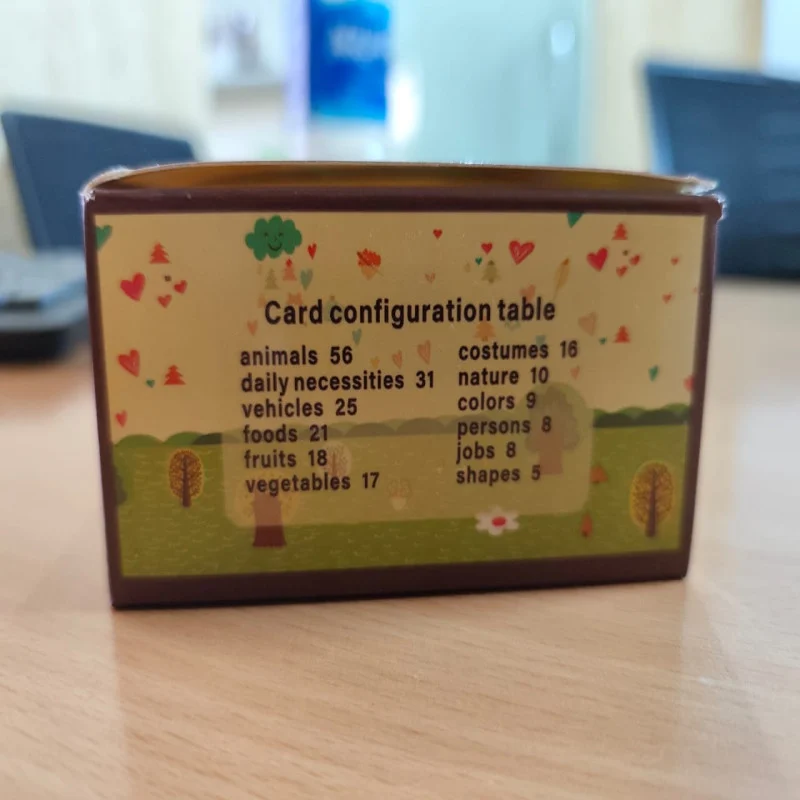 Card configuration table
animals 56
daily necessities 31
vehicles 25
foods 21
fruits 18
vegetables 17
costumes 16
nature 10
colors 9
persons 8
jobs 8
shapes 5